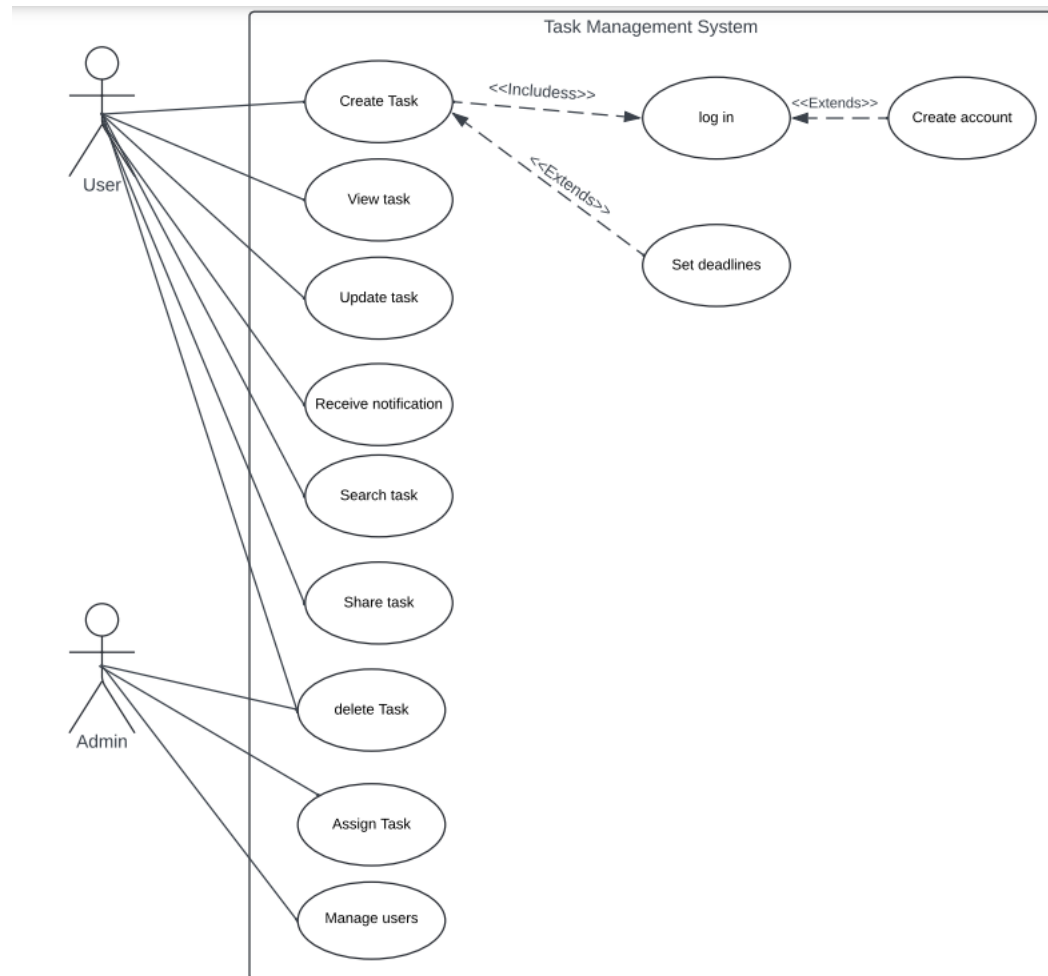 Task Management System
Create Task
<<Includess>>
log in
<<Extends>>
Create account
User
View task
<<Extends>>
Set deadlines
Update task
Receive notification
Search task
Share task
delete Task
Admin
Assign Task
Manage users